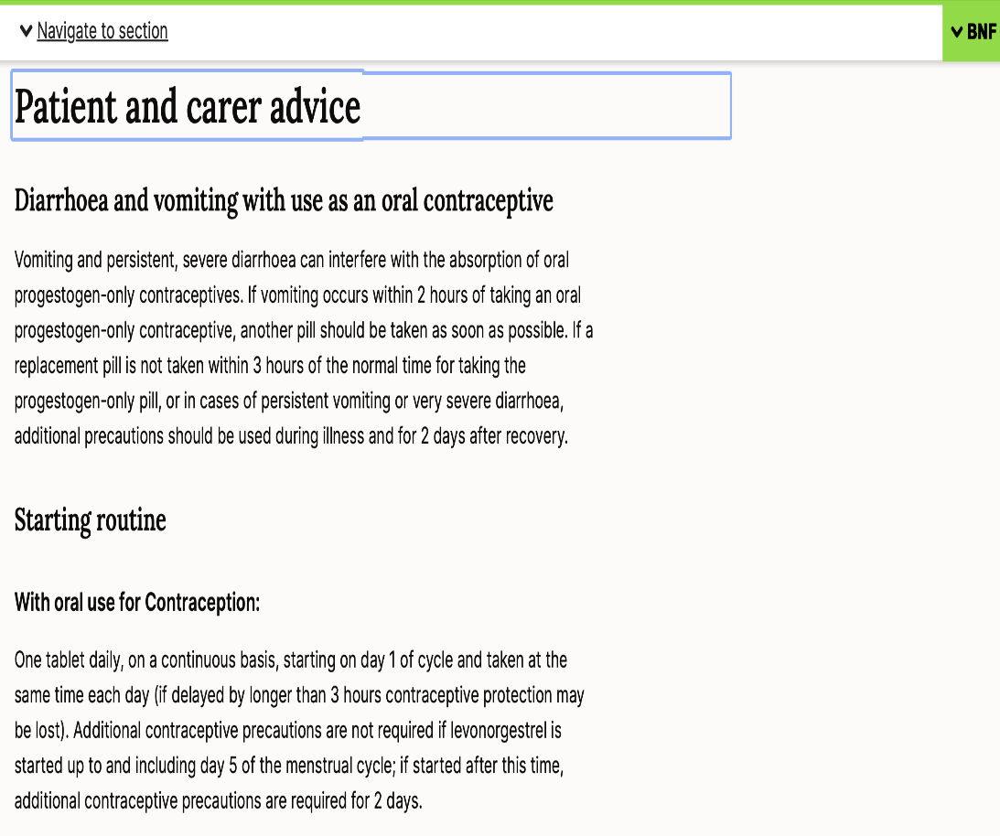 Navigate to section
BNF
Patient and carer advice
Diarrhoea and vomiting with use as an oral contraceptive
Vomiting and persistent, severe diarrhoea can interfere with the absorption of oral
progestogen-only contraceptives. If vomiting occurs within 2 hours of taking an oral
progestogen-only contraceptive, another pill should be taken as soon as possible. If a
replacement pill is not taken within 3 hours of the normal time for taking the
progestogen-only pill, or in cases of persistent vomiting or very severe diarrhoea,
additional precautions should be used during illness and for 2 days after recovery.
Starting routine
With oral use for Contraception:
One tablet daily, on a continuous basis, starting on day 1 of cycle and taken at the
same time each day (if delayed by longer than 3 hours contraceptive protection may
be lost). Additional contraceptive precautions are not required if levonorgestrel is
started up to and including day 5 of the menstrual cycle; if started after this time,
additional contraceptive precautions are required for 2 days.